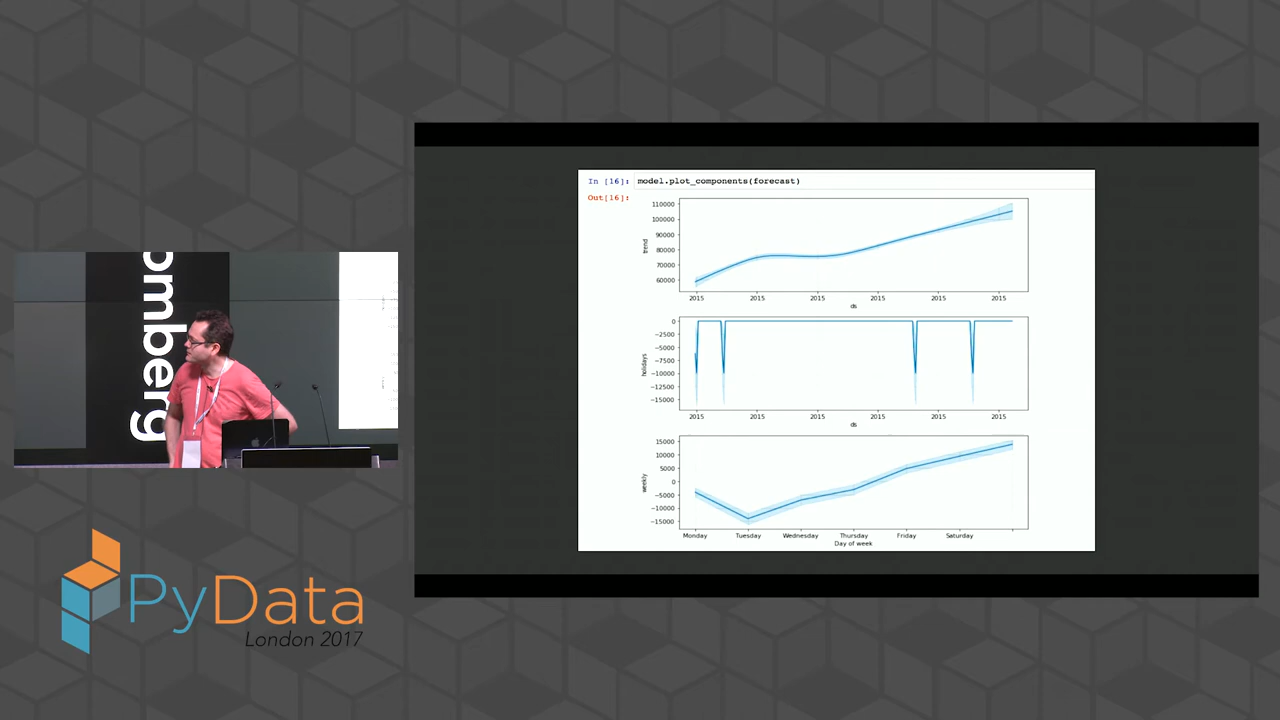 In [16]: model.plot_components(forecast)
Out[16]:
110000
100000
90000
80000
70000
60000
trend
2015 2015 2015 2015 2015 2015
ds
0
−2500
−5000
−7500
−10000
−12500
−15000
holidays
2015 2015 2015 2015 2015 2015
ds
15000
10000
5000
0
−5000
−10000
−15000
weekly
Monday Tuesday Wednesday Thursday Friday Saturday
Day of week
omberg
PyData
London 2017